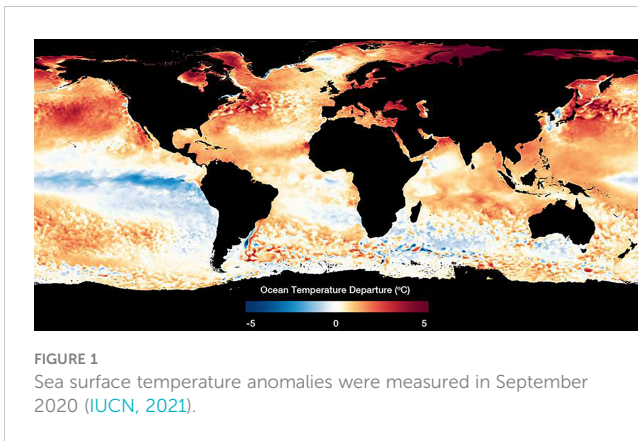 Ocean Temperature Departure (ºC)
-5 0 5
FIGURE 1
Sea surface temperature anomalies were measured in September
2020 (IUCN, 2021).